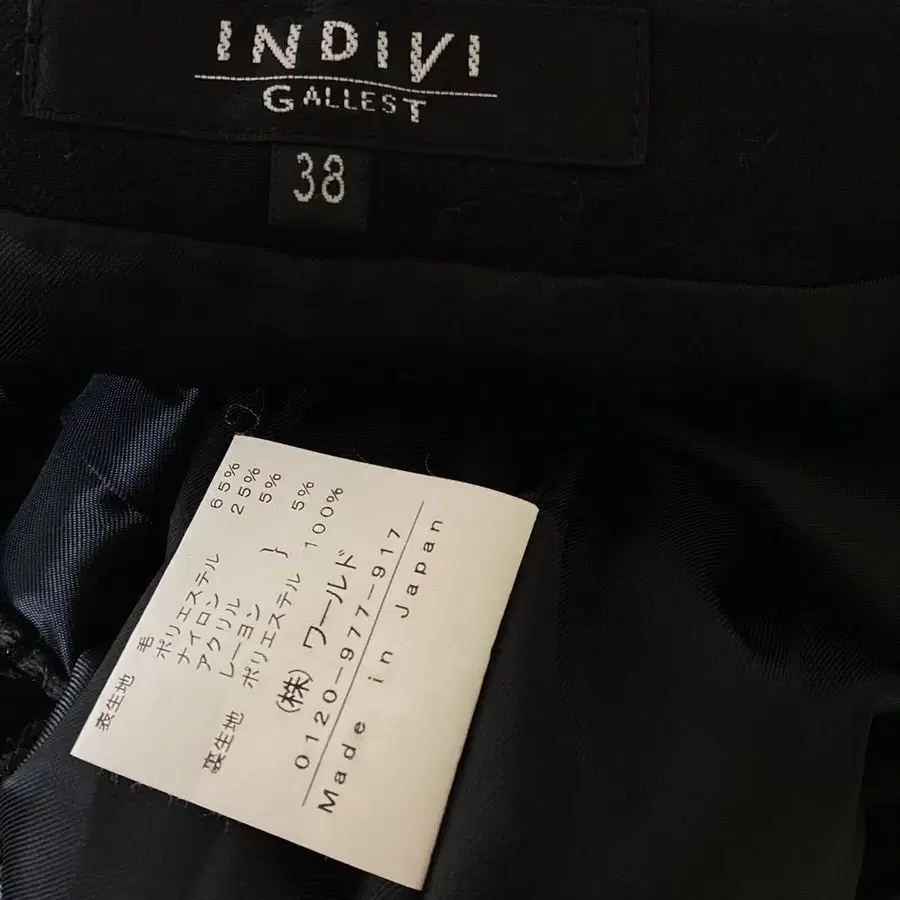 INDIVI
GALLEST
38
表生地 毛 65%
ポリエステル 25%
ナイロン 5%
アクリル
レーヨン } 5%
裏生地 ポリエステル 100%
(株) ワールド
0120-977-917
Made in Japan